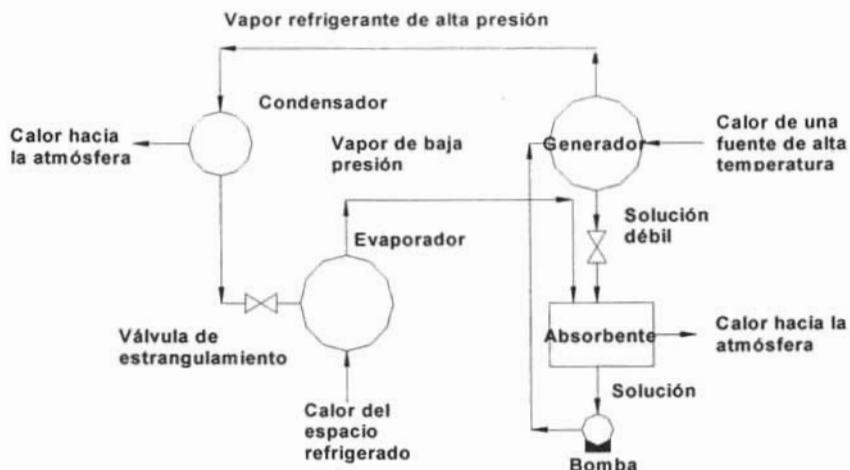 Vapor refrigerante de alta presión
Condensador
Calor hacia
la atmósfera
Vapor de baja
presión
Generador
Calor de una
fuente de alta
temperatura
Solución
débil
Evaporador
Válvula de
estrangulamiento
Absorbente
Calor hacia la
atmósfera
Calor del
espacio
refrigerado
Solución
Bomba